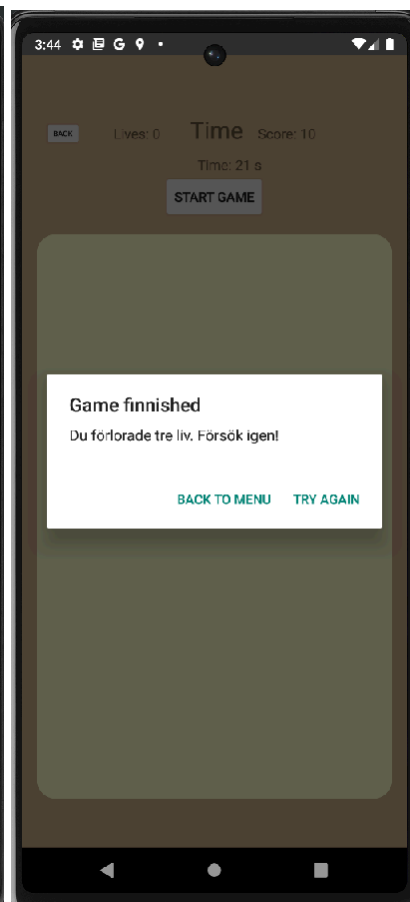 3:44 G
BACK Lives: 0 Time Score: 10
Time: 21 s
START GAME
Game finnished
Du förlorade tre liv. Försök igen!
BACK TO MENU TRY AGAIN